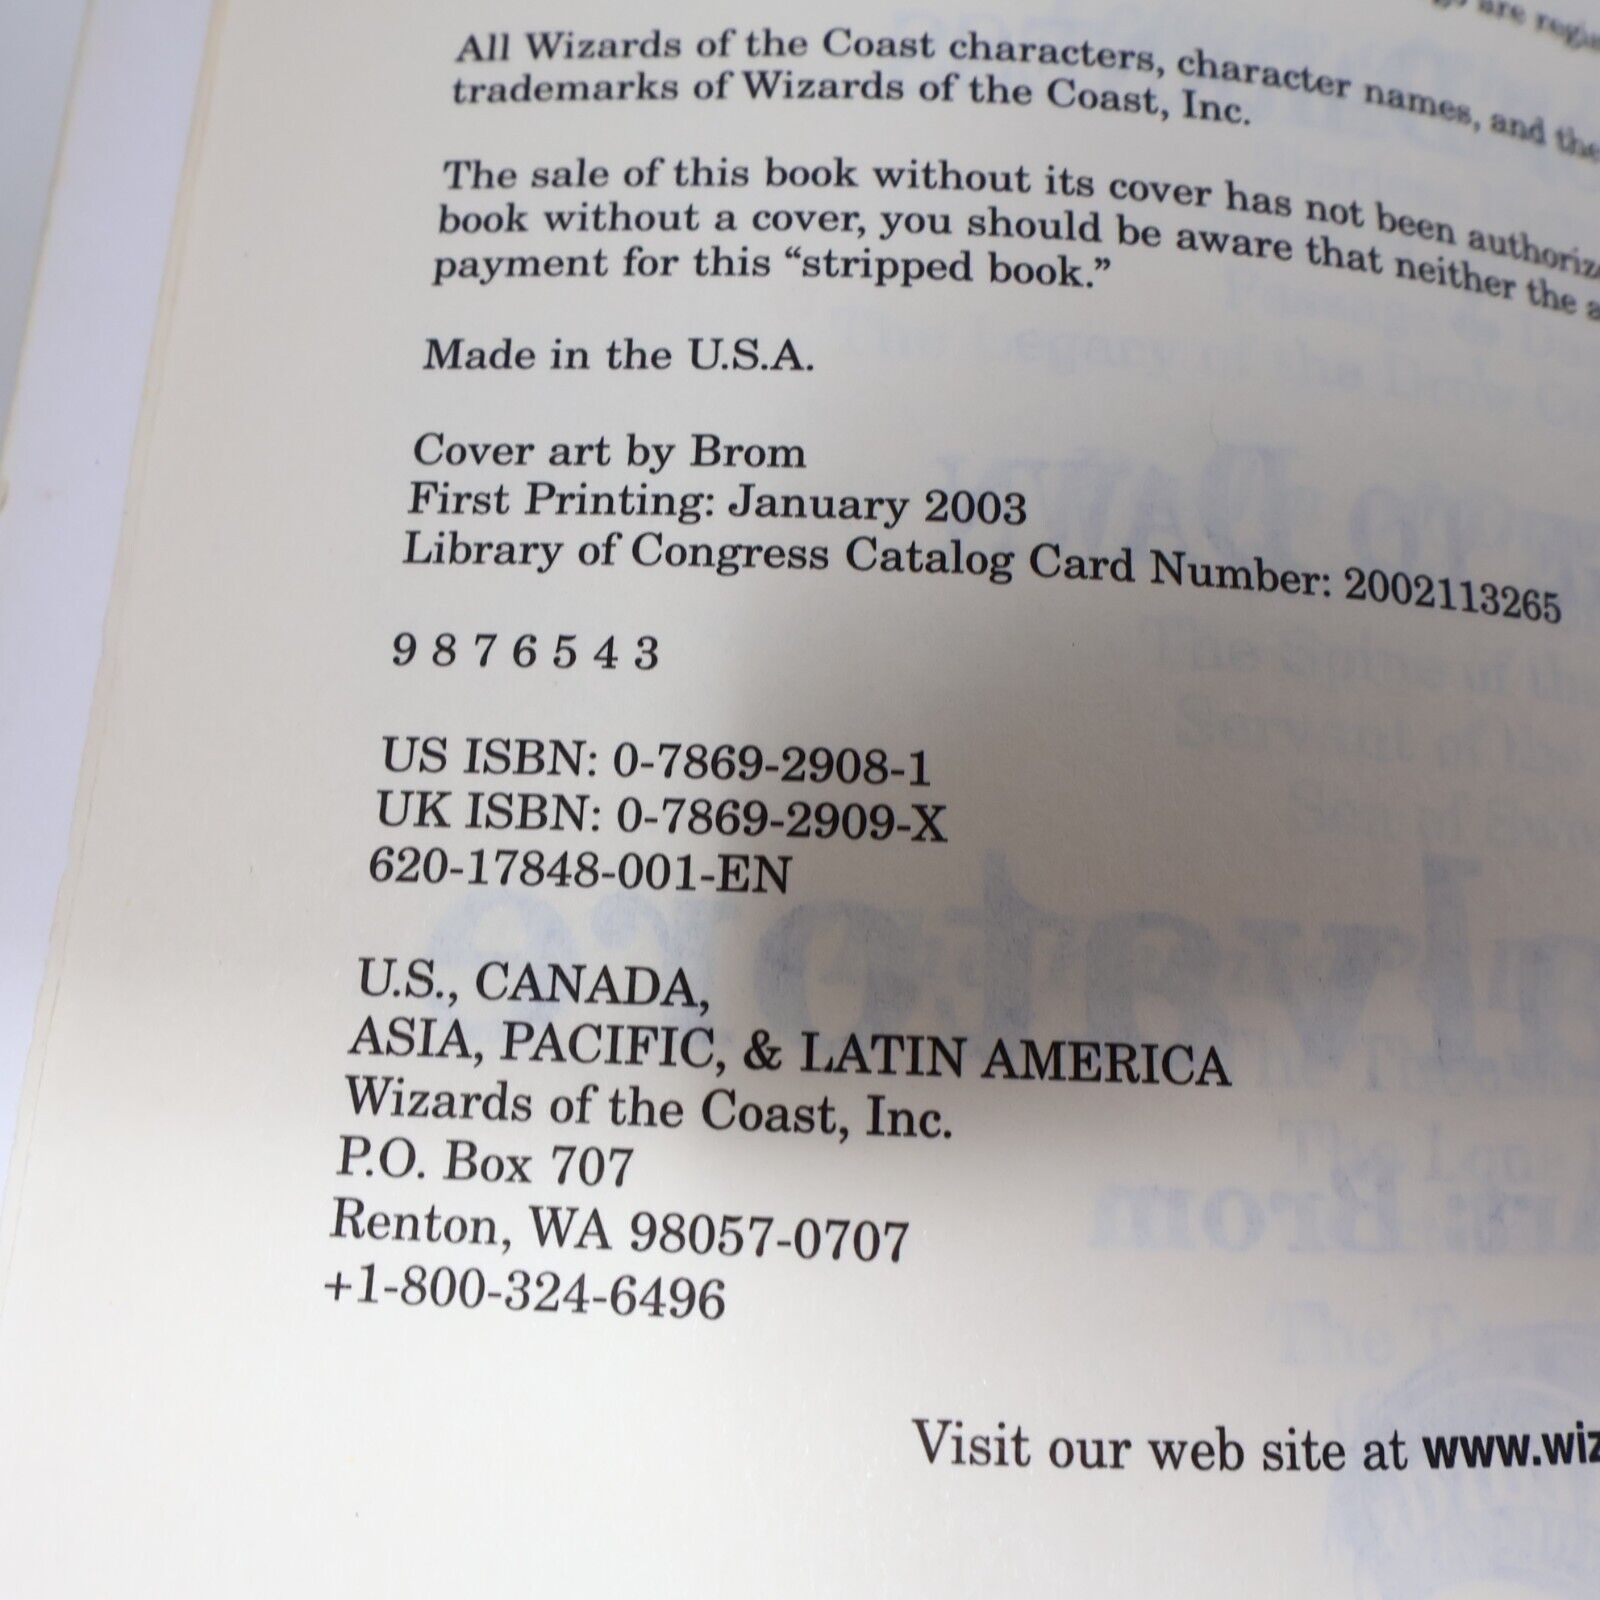 are regis
All Wizards of the Coast characters, character names, and the
trademarks of Wizards of the Coast, Inc.
The sale of this book without its cover has not been authoriz
book without a cover, you should be aware that neither the a
payment for this “stripped book.”
Made in the U.S.A.
Cover art by Brom
First Printing: January 2003
Library of Congress Catalog Card Number: 2002113265
9 8 7 6 5 4 3
US ISBN: 0-7869-2908-1
UK ISBN: 0-7869-2909-X
620-17848-001-EN
U.S., CANADA,
ASIA, PACIFIC, & LATIN AMERICA
Wizards of the Coast, Inc.
P.O. Box 707
Renton, WA 98057-0707
+1-800-324-6496
Visit our web site at www.wiz